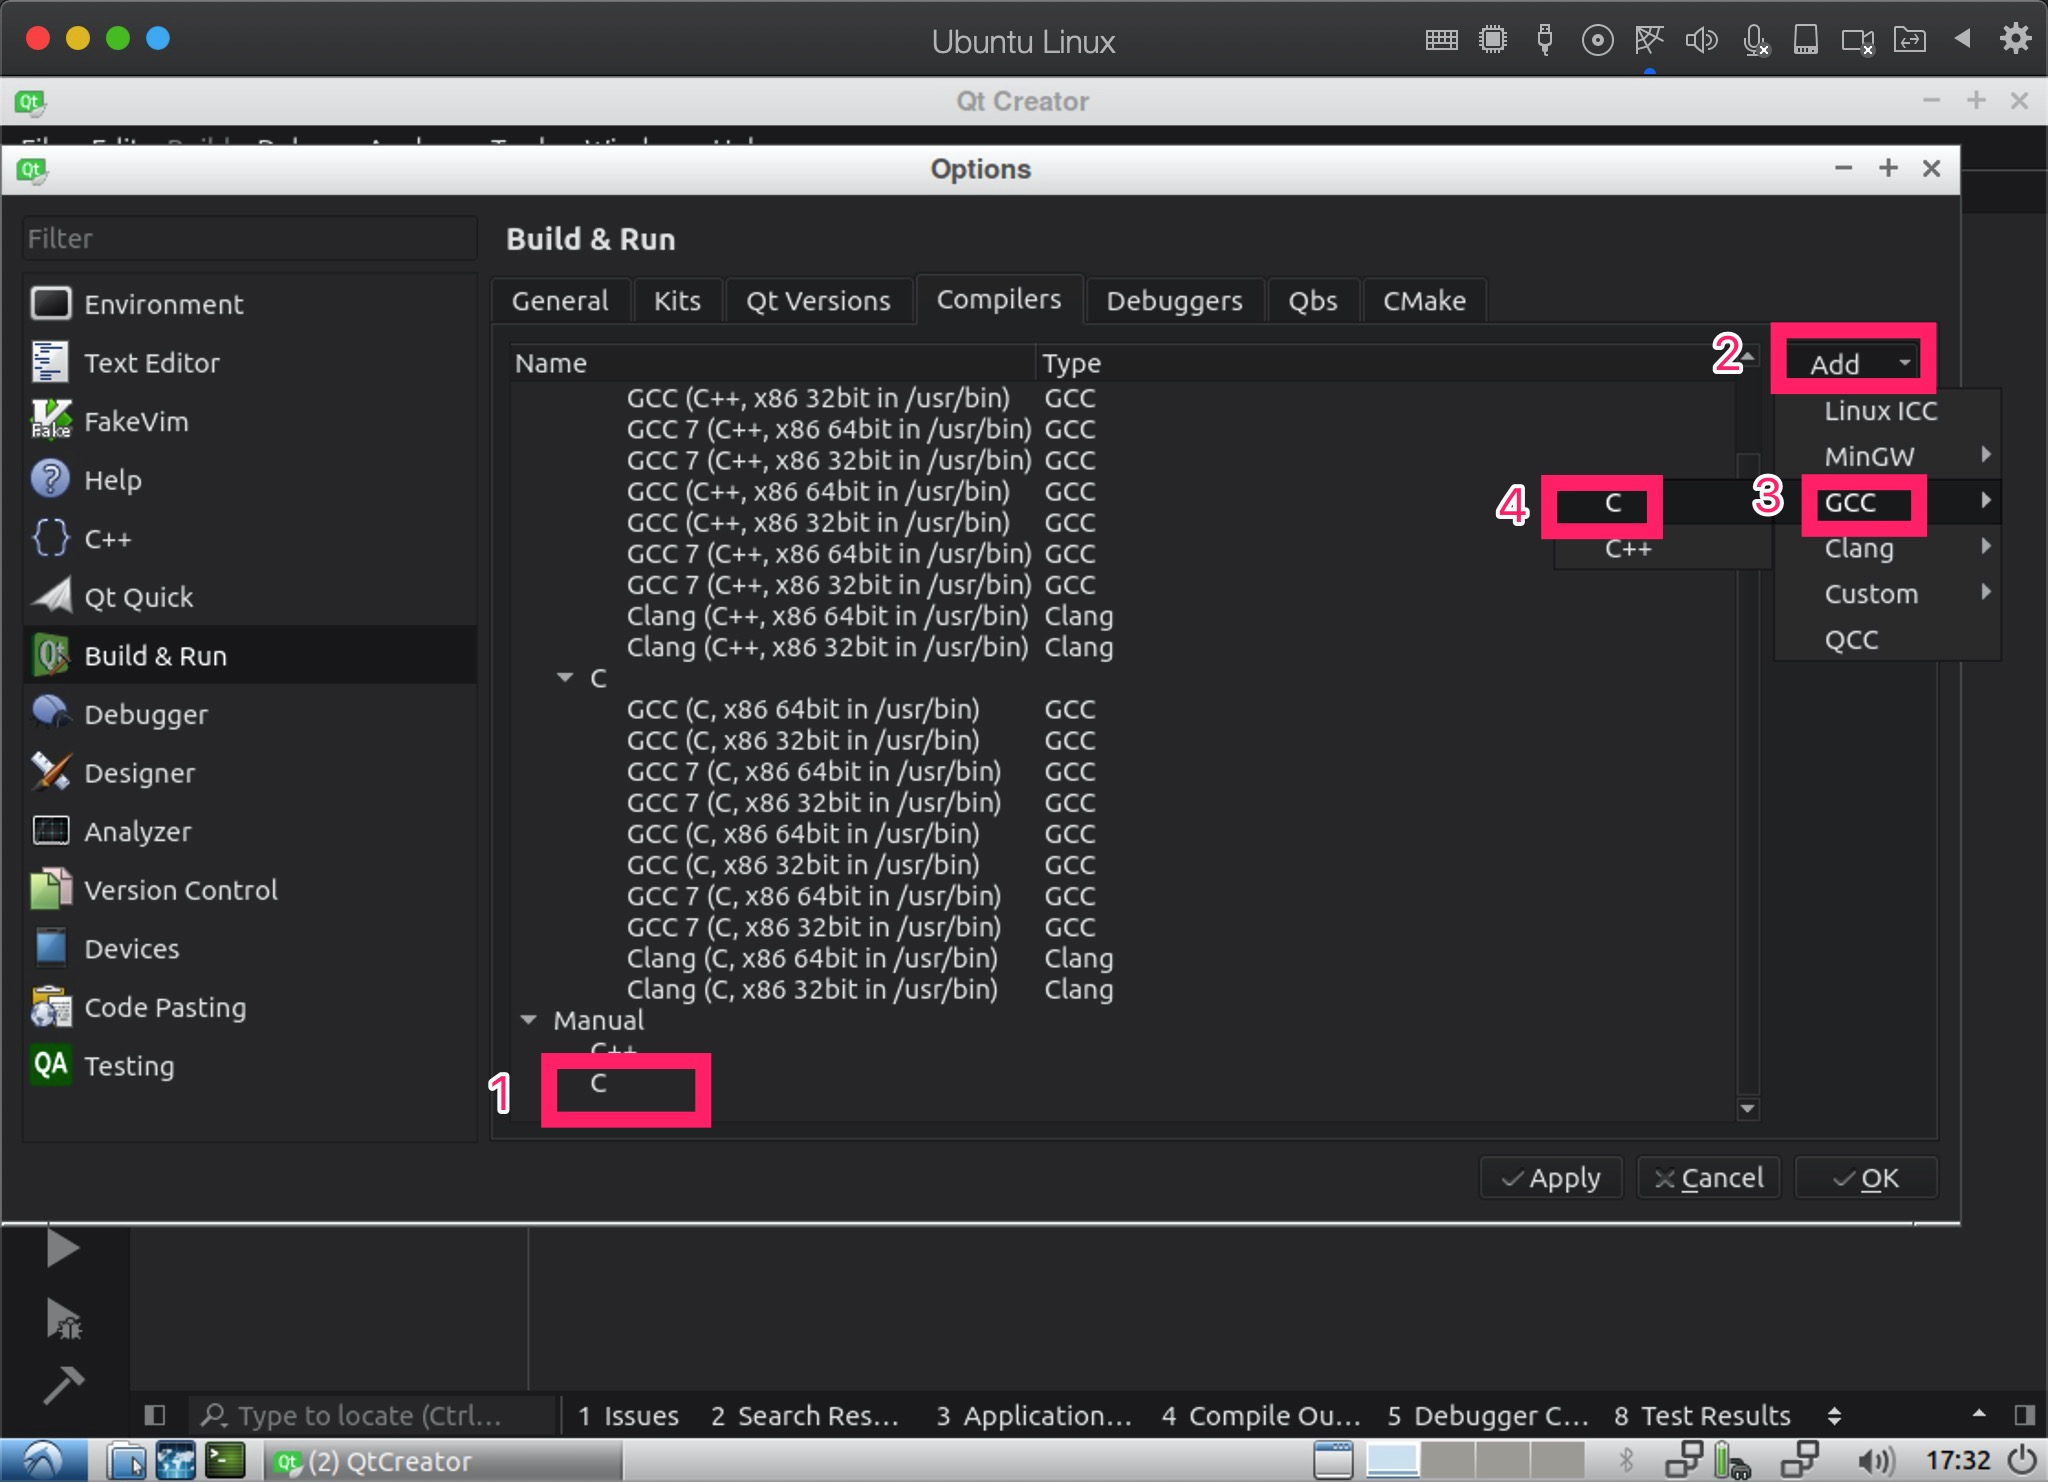 Ubuntu Linux
Qt Creator
Options
Filter
Build & Run
Environment
Text Editor
FakeVim
Help
C++
Qt Quick
Build & Run
Debugger
Designer
Analyzer
Version Control
Devices
Code Pasting
QA Testing
General Kits Qt Versions Compilers Debuggers Qbs CMake
Name Type
GCC (C++, x86 32bit in /usr/bin) GCC
GCC 7 (C++, x86 64bit in /usr/bin) GCC
GCC 7 (C++, x86 32bit in /usr/bin) GCC
GCC (C++, x86 64bit in /usr/bin) GCC
GCC (C++, x86 32bit in /usr/bin) GCC
GCC 7 (C++, x86 64bit in /usr/bin) GCC
GCC 7 (C++, x86 32bit in /usr/bin) GCC
Clang (C++, x86 64bit in /usr/bin) Clang
Clang (C++, x86 32bit in /usr/bin) Clang
C
GCC (C, x86 64bit in /usr/bin) GCC
GCC (C, x86 32bit in /usr/bin) GCC
GCC 7 (C, x86 64bit in /usr/bin) GCC
GCC 7 (C, x86 32bit in /usr/bin) GCC
GCC (C, x86 64bit in /usr/bin) GCC
GCC (C, x86 32bit in /usr/bin) GCC
GCC 7 (C, x86 64bit in /usr/bin) GCC
GCC 7 (C, x86 32bit in /usr/bin) GCC
Clang (C, x86 64bit in /usr/bin) Clang
Clang (C, x86 32bit in /usr/bin) Clang
Manual
C++
1 C
2 Add
Linux ICC
MinGW
3 GCC
Clang
Custom
QCC
4 C
C++
Apply Cancel OK
Type to locate (Ctrl...
1 Issues 2 Search Res... 3 Application... 4 Compile Ou... 5 Debugger C... 8 Test Results
(2) QtCreator
17:32